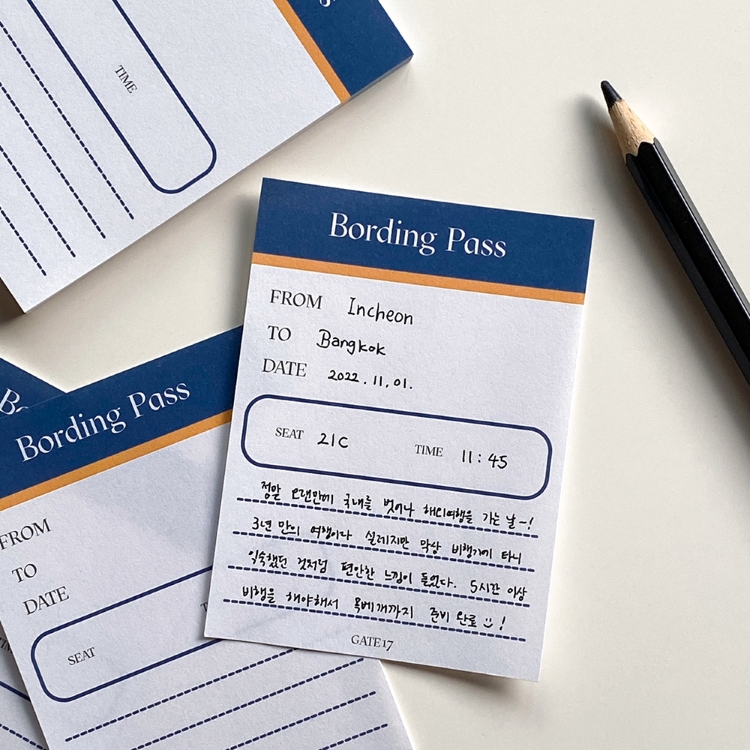 TIME
Bording Pass
FROM Incheon
TO Bangkok
DATE 2022.11.01.
SEAT 21C TIME 11:45
정말 오랜만에 국내를 벗어나 해외여행을 가는 날~!
3년 만의 여행이나 설레지만 막상 비행기에 타니
익숙했던 것처럼 편안한 느낌이 들었다. 5시간 이상
비행을 해야해서 목베개까지 준비 완료 !
GATE 17
Bording Pass
FROM
TO
DATE
SEAT